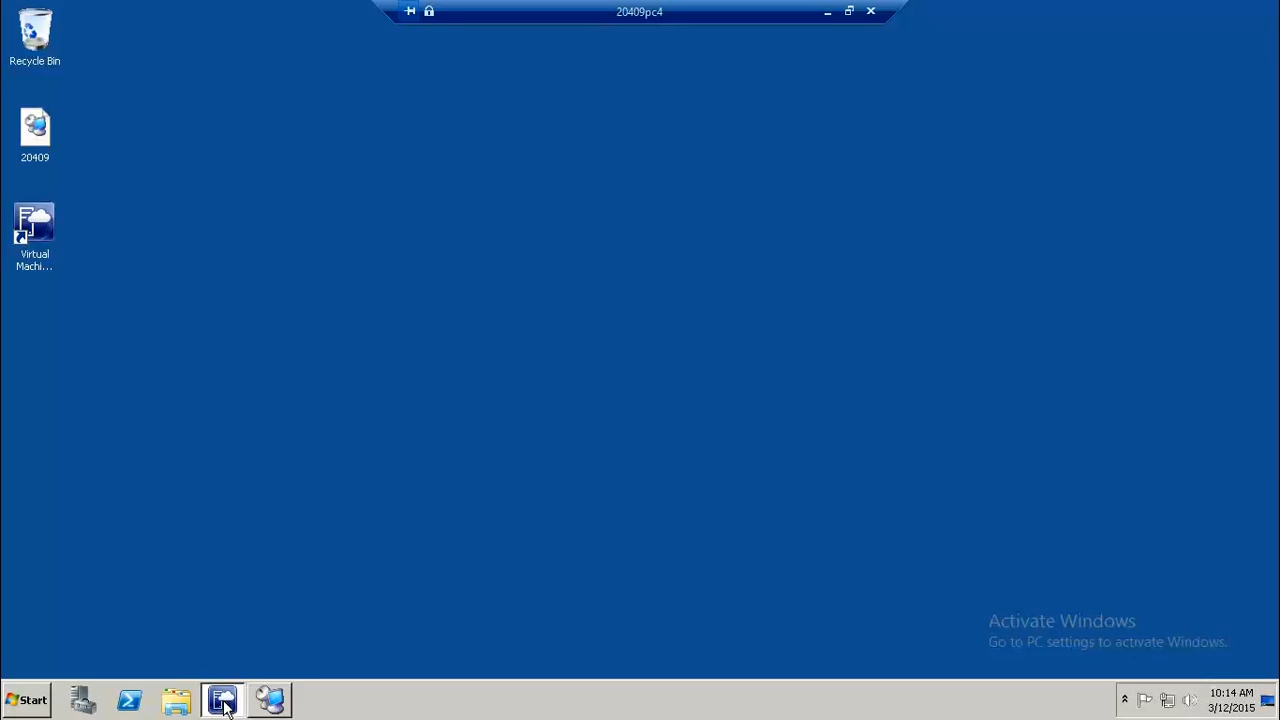 20409pc4
Recycle Bin
20409
Virtual
Machi...
Activate Windows
Go to PC settings to activate Windows.
Start
10:14 AM
3/12/2015